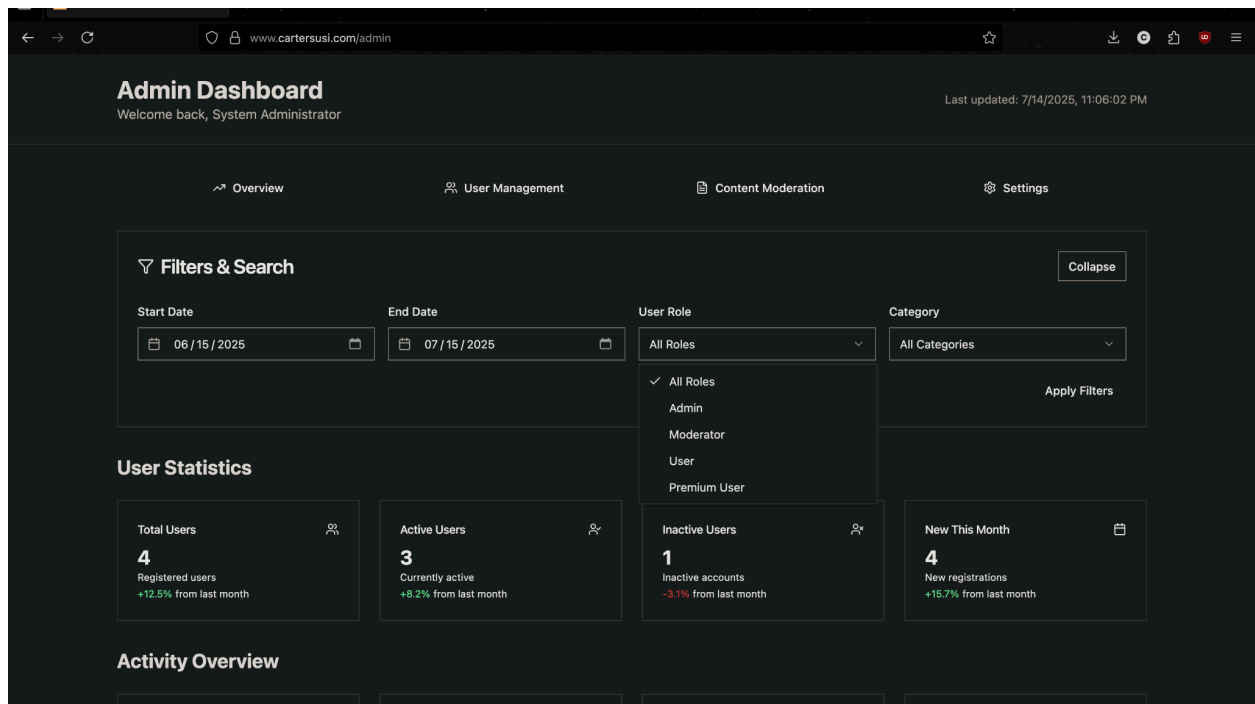 www.cartersusi.com/admin
Admin Dashboard
Welcome back, System Administrator
Last updated: 7/14/2025, 11:06:02 PM
Overview
User Management
Content Moderation
Settings
Filters & Search
Collapse
Start Date
End Date
User Role
Category
06/15/2025
07/15/2025
All Roles
All Categories
All Roles
Admin
Moderator
User
Premium User
Apply Filters
User Statistics
Total Users
4
Registered users
+12.5% from last month
Active Users
3
Currently active
+8.2% from last month
Inactive Users
1
Inactive accounts
-3.1% from last month
New This Month
4
New registrations
+15.7% from last month
Activity Overview